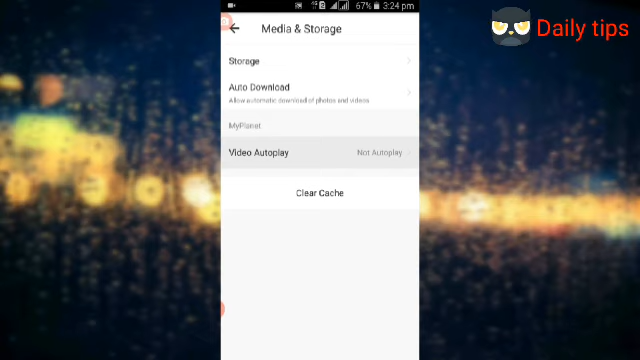 67% 3:24 pm
Daily tips
Media & Storage
Storage
Auto Download
Allow automatic download of photos and videos
MyPlanet
Video Autoplay Not Autoplay
Clear Cache